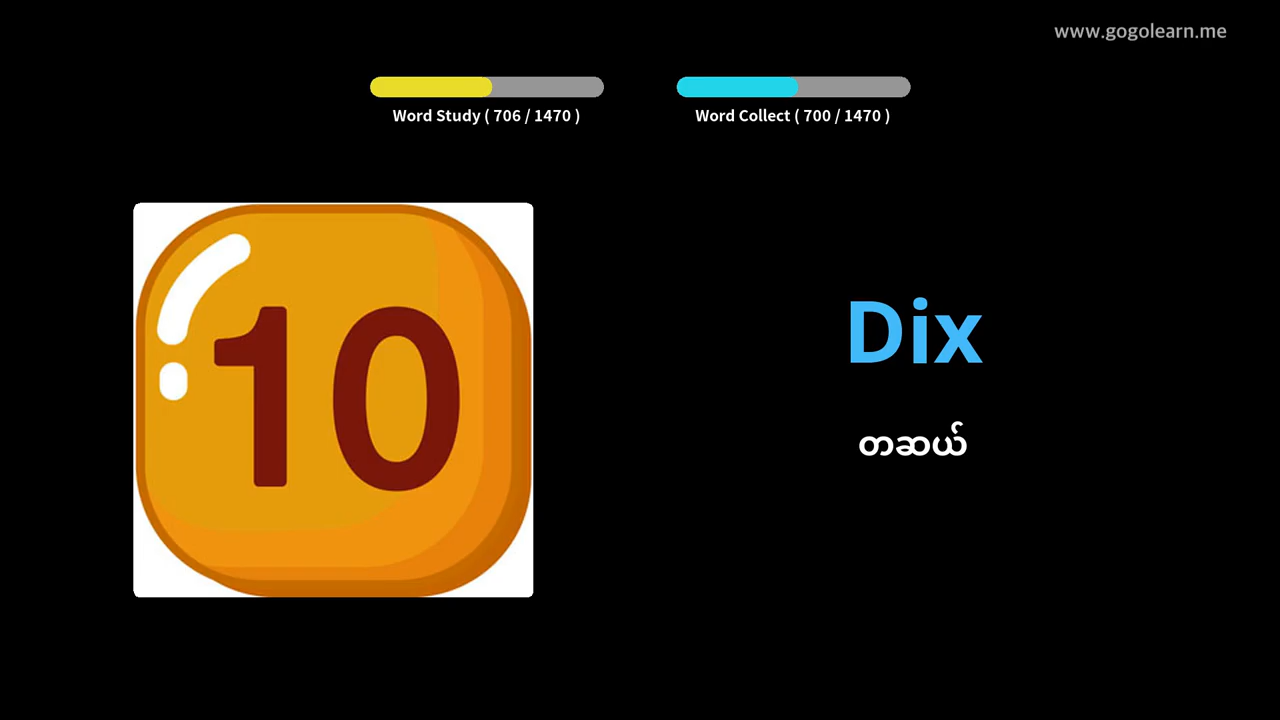 www.gogolearn.me
Word Study ( 706 / 1470 )
Word Collect ( 700 / 1470 )
10
Dix
တဆယ်